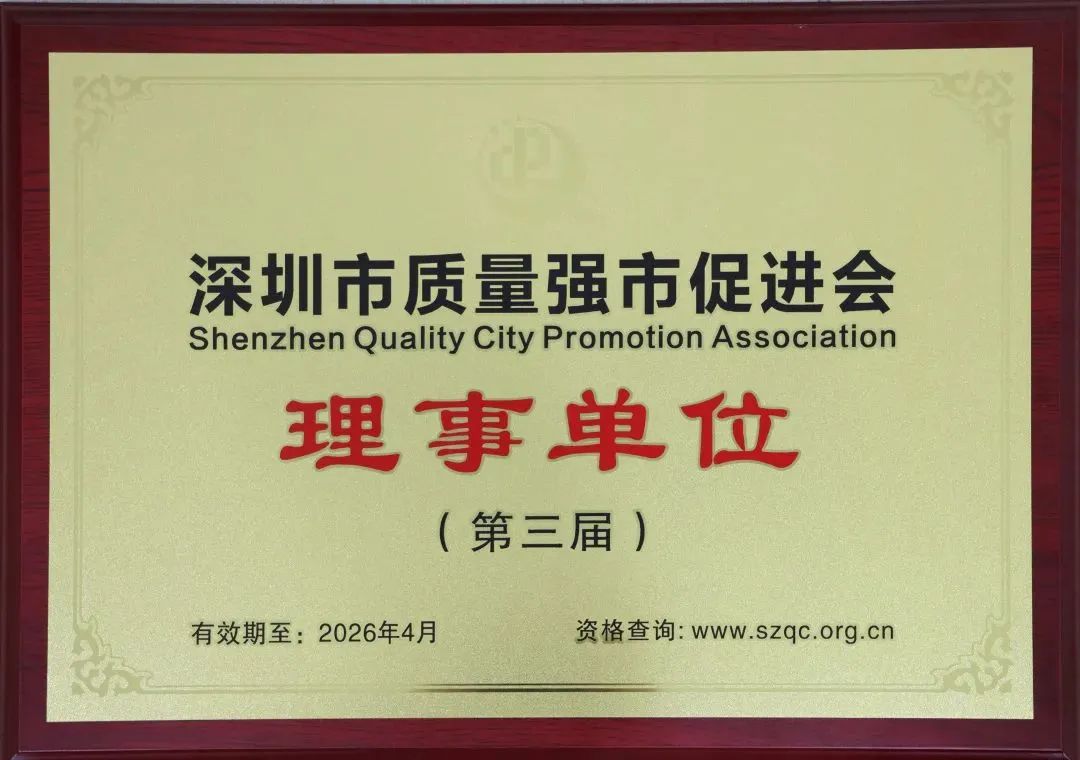 深圳市质量强市促进会
Shenzhen Quality City Promotion Association
理事单位
（第三届）
有效期至：2026年4月
资格查询: www.szqc.org.cn